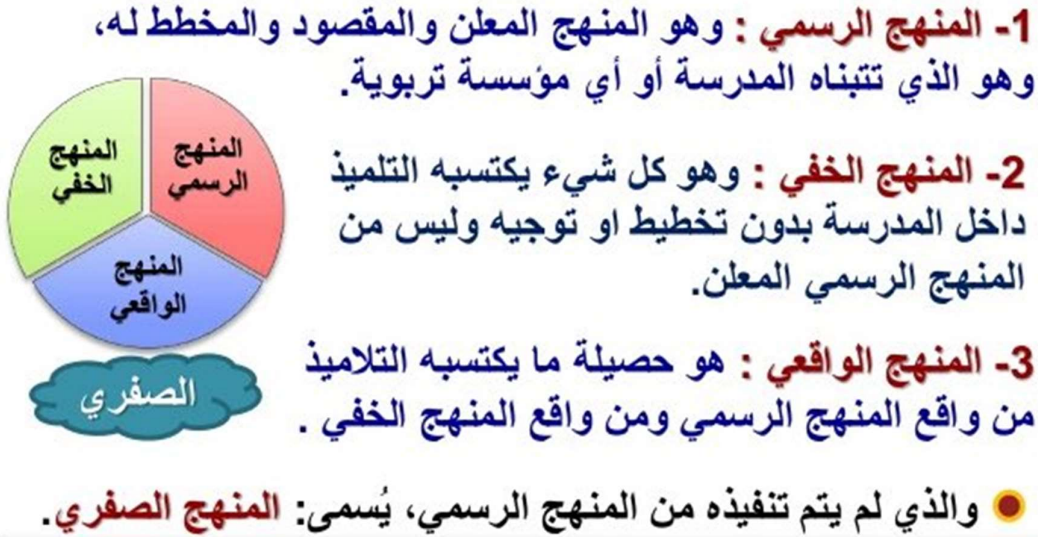 1- المنهج الرسمي : وهو المنهج المعلن والمقصود والمخطط له،
وهو الذي تتبناه المدرسة أو أي مؤسسة تربوية.
المنهج
الرسمي
المنهج
الخفي
المنهج
الواقعي
الصفري
2- المنهج الخفي : وهو كل شيء يكتسبه التلميذ
داخل المدرسة بدون تخطيط او توجيه وليس من
المنهج الرسمي المعلن.
3- المنهج الواقعي : هو حصيلة ما يكتسبه التلاميذ
من واقع المنهج الرسمي ومن واقع المنهج الخفي .
والذي لم يتم تنفيذه من المنهج الرسمي، يُسمى: المنهج الصفري.